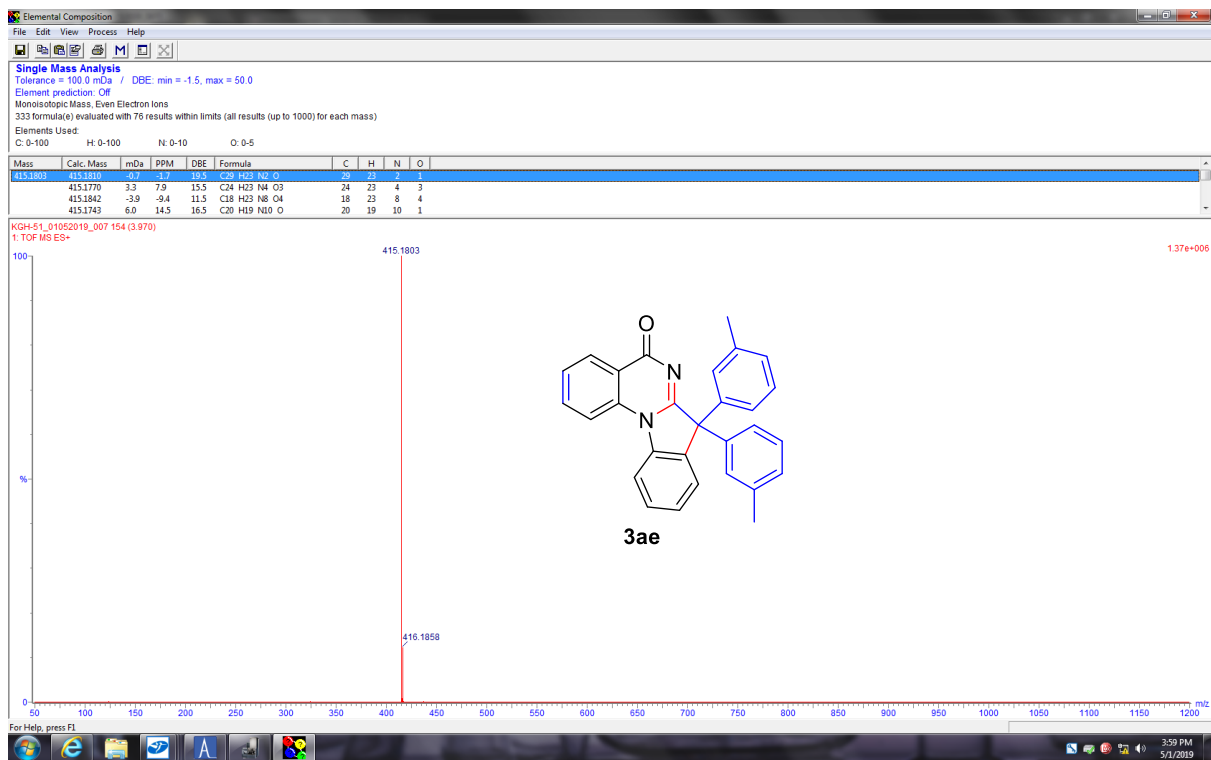 Elemental Composition
File Edit View Process Help
Single Mass Analysis
Tolerance = 100.0 mDa / DBE: min = -1.5, max = 50.0
Element prediction: Off
Monoisotopic Mass, Even Electron Ions
333 formula(e) evaluated with 76 results within limits (all results (up to 1000) for each mass)
Elements Used:
C: 0-100 H: 0-100 N: 0-10 O: 0-5
Mass Calc. Mass mDa PPM DBE Formula C H N O
415.1803 415.1810 -0.7 -1.7 19.5 C29 H23 N2 O 29 23 2 1
415.1770 3.3 7.9 15.5 C24 H23 N4 O3 24 23 4 3
415.1842 -3.9 -9.4 11.5 C18 H23 N8 O4 18 23 8 4
415.1743 6.0 14.5 16.5 C20 H19 N10 O 20 19 10 1
KGH-51_01052019_007 154 (3.970)
1: TOF MS ES+
1.37e+006
415.1803
100
O
N
N
3ae
%
416.1858
0
50 100 150 200 250 300 350 400 450 500 550 600 650 700 750 800 850 900 950 1000 1050 1100 1150 1200
m/z
For Help, press F1
3:59 PM
5/1/2019